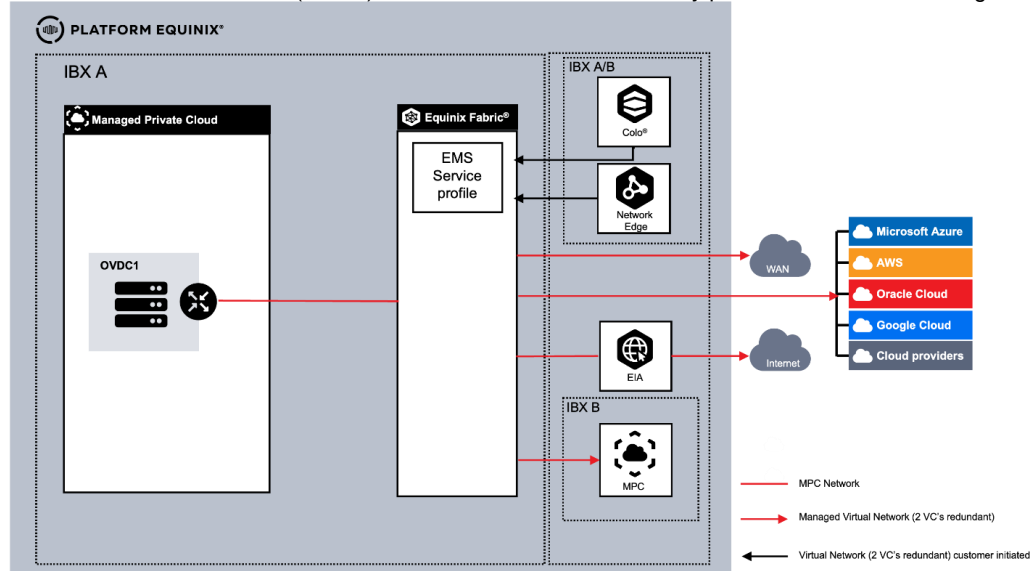 PLATFORM EQUINIX®
IBX A
Managed Private Cloud
OVDC1
Equinix Fabric®
EMS
Service
profile
IBX A/B
Colo®
Network
Edge
WAN
EIA
Internet
IBX B
MPC
Microsoft Azure
AWS
Oracle Cloud
Google Cloud
Cloud providers
MPC Network
Managed Virtual Network (2 VC's redundant)
Virtual Network (2 VC's redundant) customer initiated